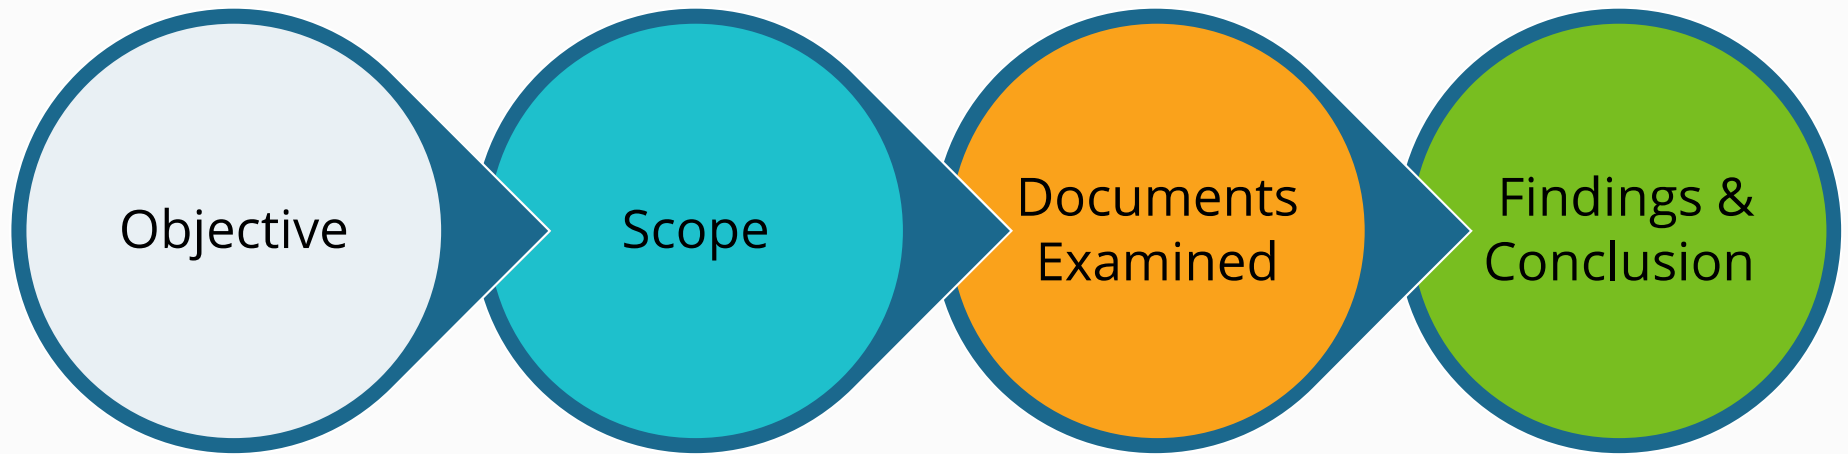 Objective
Scope
Documents
Examined
Findings &
Conclusion